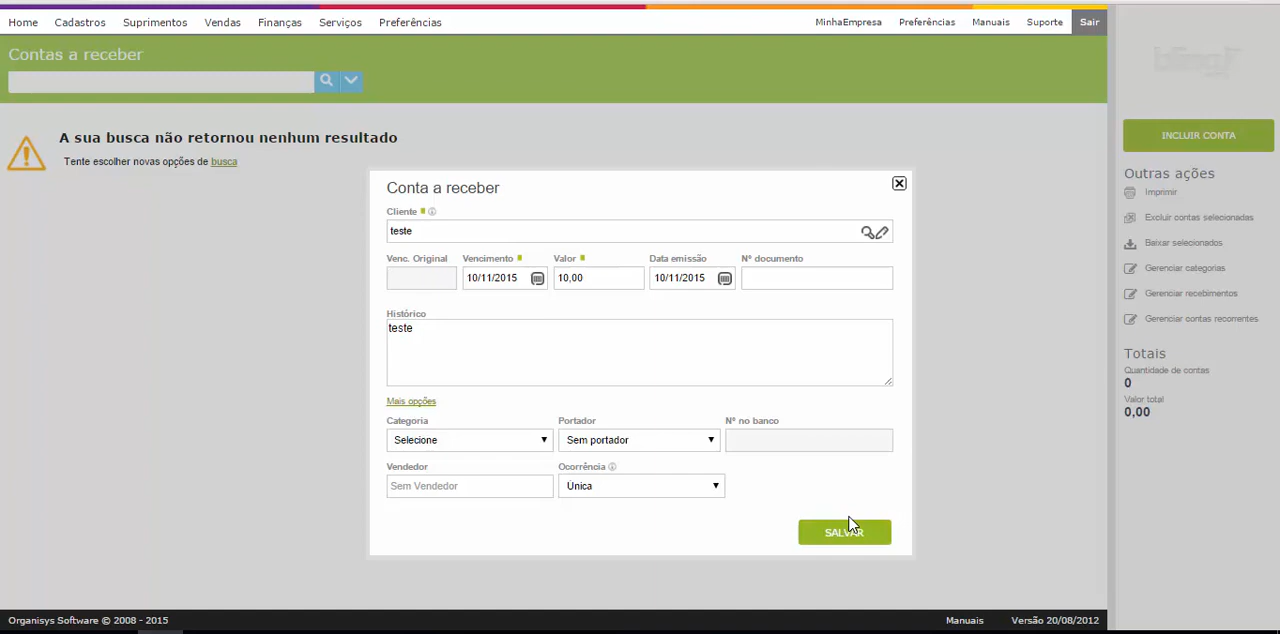 Home Cadastros Suprimentos Vendas Finanças Serviços Preferências MinhaEmpresa Preferências Manuais Suporte Sair
Contas a receber
A sua busca não retornou nenhum resultado
Tente escolher novas opções de busca
Conta a receber
Cliente
teste
Venc. Original Vencimento Valor Data emissão Nº documento
10/11/2015 10,00 10/11/2015
Histórico
teste
Mais opções
Categoria Portador Nº no banco
Selecione Sem portador
Vendedor Ocorrência
Sem Vendedor Única
SALVAR
bling!
INCLUIR CONTA
Outras ações
Imprimir
Excluir contas selecionadas
Baixar selecionados
Gerenciar categorias
Gerenciar recebimentos
Gerenciar contas recorrentes
Totais
Quantidade de contas
0
Valor total
0,00
Organisys Software © 2008 - 2015 Manuais Versão 20/08/2012